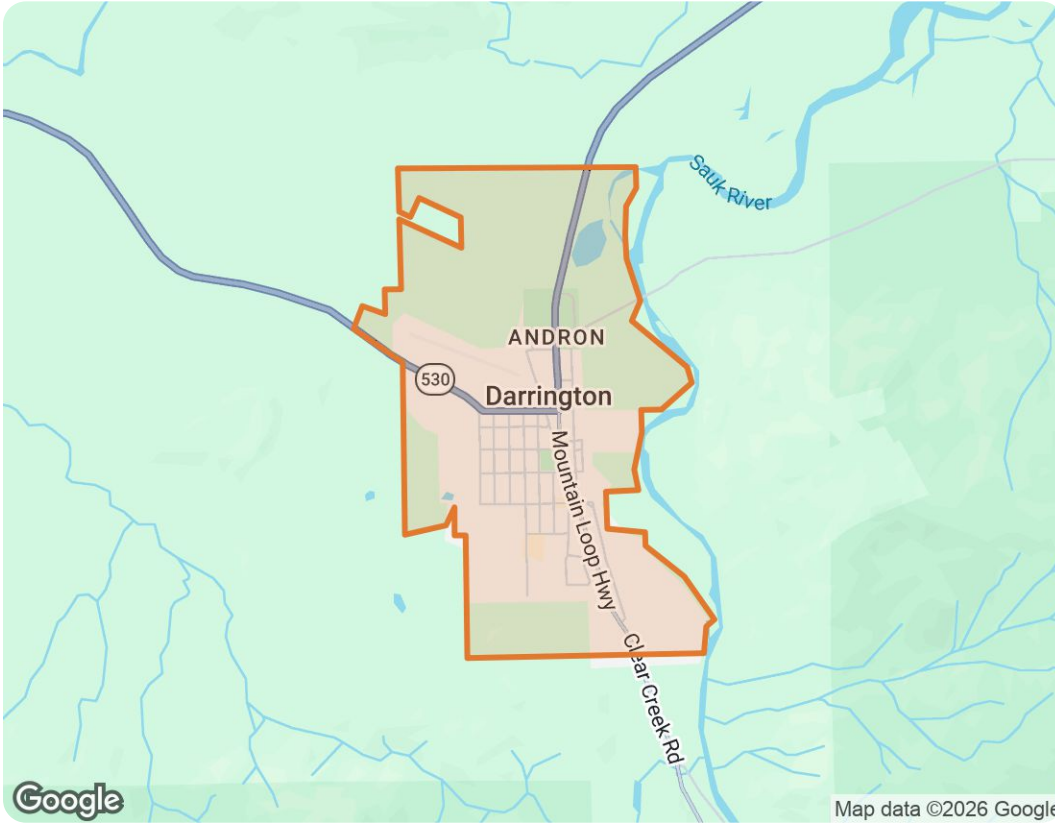 Sauk River
ANDRON
530
Darrington
Mountain Loop Hwy
Clear Creek Rd
Google
Map data ©2026 Google